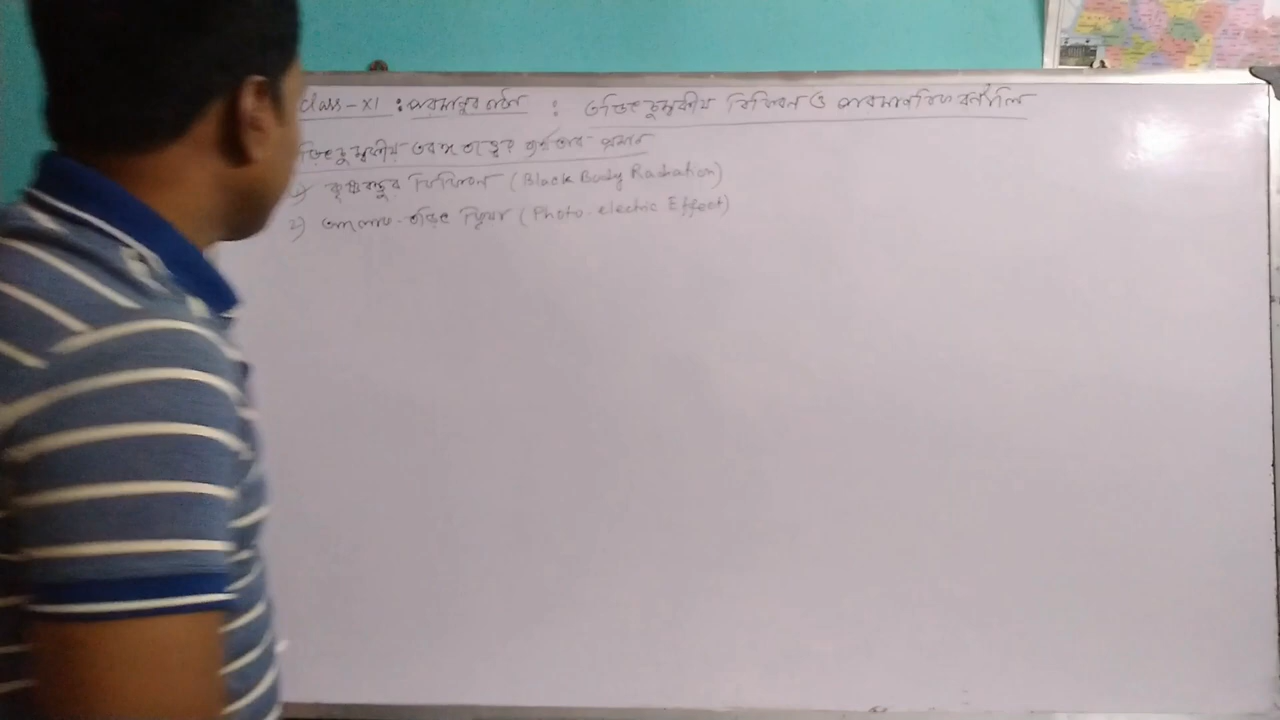 Class-XI : পরমাণুর গঠন : তড়িৎচুম্বকীয় বিকিরণ ও পারমাণবিক বর্ণালি
তড়িৎচুম্বকীয় তরঙ্গ তত্ত্বের ব্যর্থতার প্রমাণ
1) কৃষ্ণবস্তুর বিকিরণ (Black Body Radiation)
2) আলোক-তড়িৎ ক্রিয়া (Photo-electric Effect)